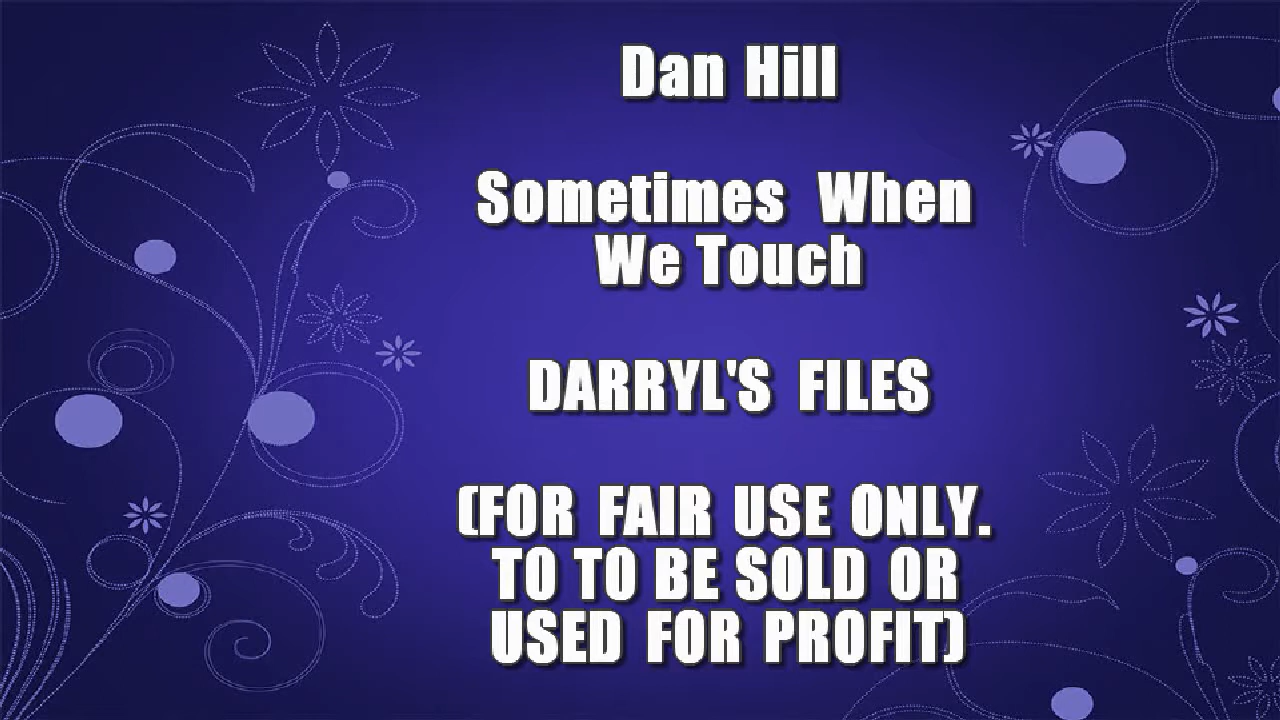 Dan Hill
Sometimes When
We Touch
DARRYL'S FILES
(FOR FAIR USE ONLY.
TO TO BE SOLD OR
USED FOR PROFIT)